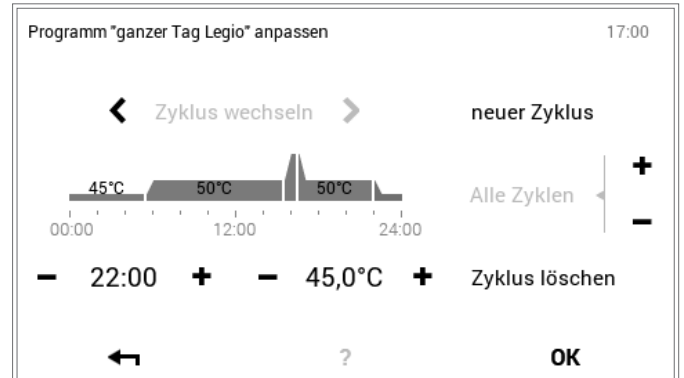 Programm "ganzer Tag Legio" anpassen 17:00
Zyklus wechseln neuer Zyklus
45°C 50°C 50°C Alle Zyklen
00:00 12:00 24:00
− 22:00 + − 45,0°C + Zyklus löschen
? OK